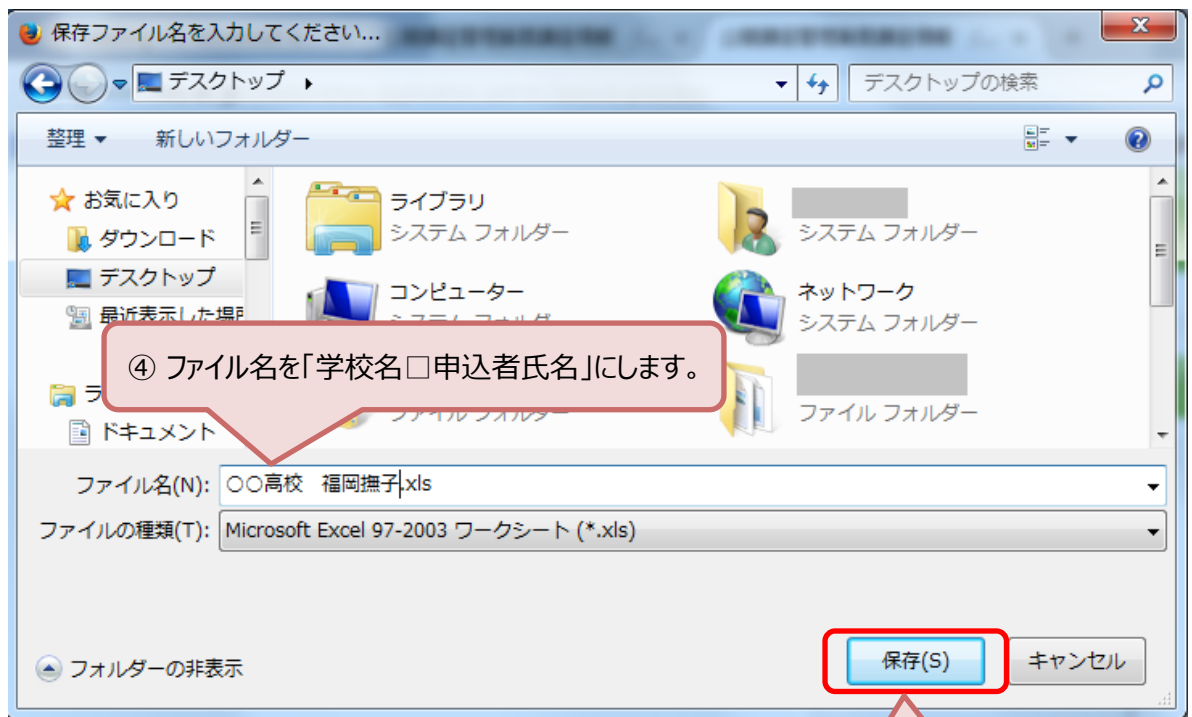 保存ファイル名を入力してください...
デスクトップ
デスクトップの検索
整理
新しいフォルダー
お気に入り
ダウンロード
デスクトップ
最近表示した場所
ドキュメント
ライブラリ
システム フォルダー
システム フォルダー
コンピューター
ネットワーク
システム フォルダー
ファイル フォルダー
ファイル フォルダー
④ ファイル名を「学校名□申込者氏名」にします。
ファイル名(N): 〇〇高校 福岡撫子.xls
ファイルの種類(T): Microsoft Excel 97-2003 ワークシート (*.xls)
フォルダーの非表示
保存(S)
キャンセル